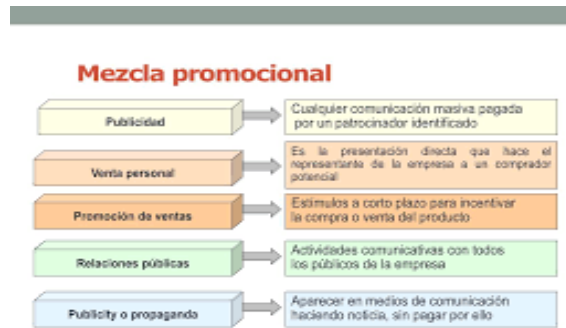 Mezcla promocional
Publicidad
Cualquier comunicación masiva pagada
por un patrocinador identificado
Venta personal
Es la presentación directa que hace el
representante de la empresa a un comprador
potencial
Promoción de ventas
Estímulos a corto plazo para incentivar
la compra o venta del producto
Relaciones públicas
Actividades comunicativas con todos
los públicos de la empresa
Publicity o propaganda
Aparecer en medios de comunicación
haciendo noticia, sin pagar por ello